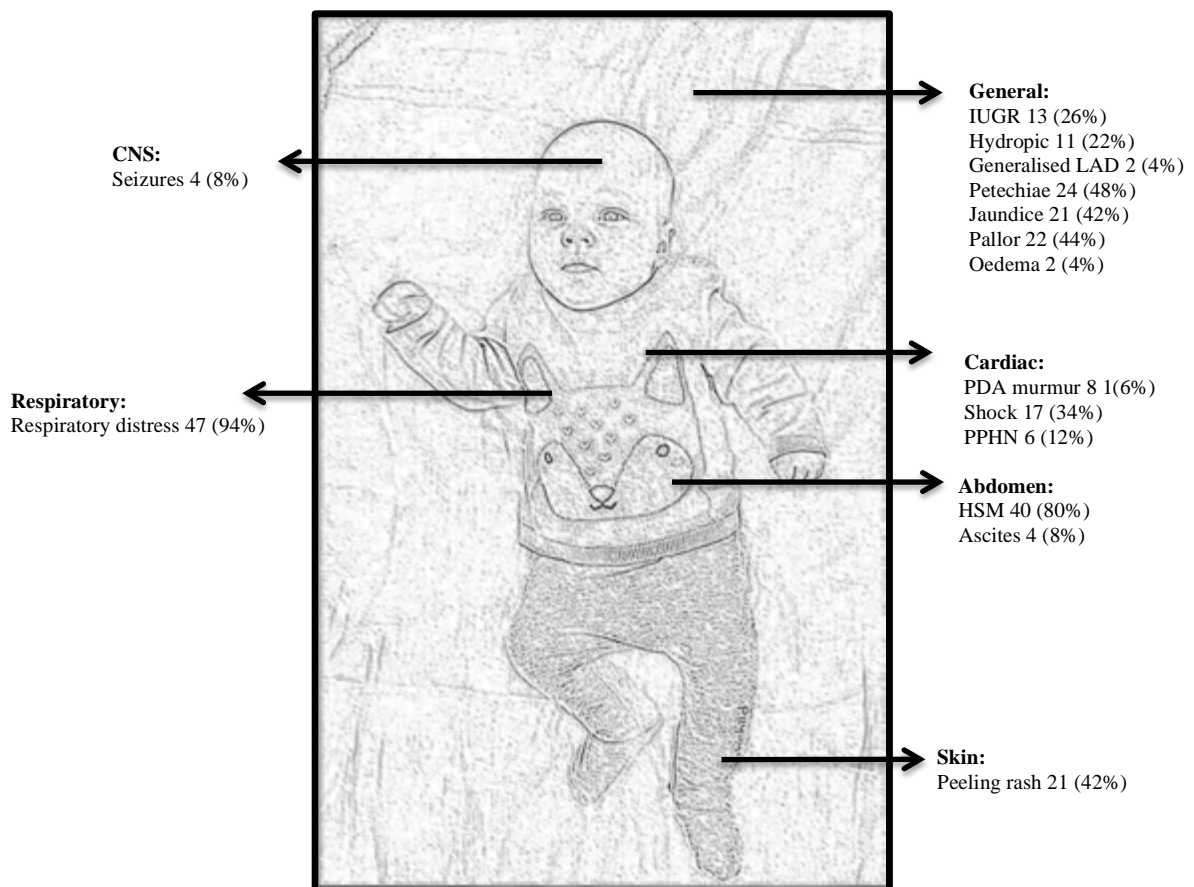 General:
IUGR 13 (26%)
Hydropic 11 (22%)
Generalised LAD 2 (4%)
Petechiae 24 (48%)
Jaundice 21 (42%)
Pallor 22 (44%)
Oedema 2 (4%)
CNS:
Seizures 4 (8%)
Cardiac:
PDA murmur 8 1(6%)
Shock 17 (34%)
PPHN 6 (12%)
Respiratory:
Respiratory distress 47 (94%)
Abdomen:
HSM 40 (80%)
Ascites 4 (8%)
Skin:
Peeling rash 21 (42%)